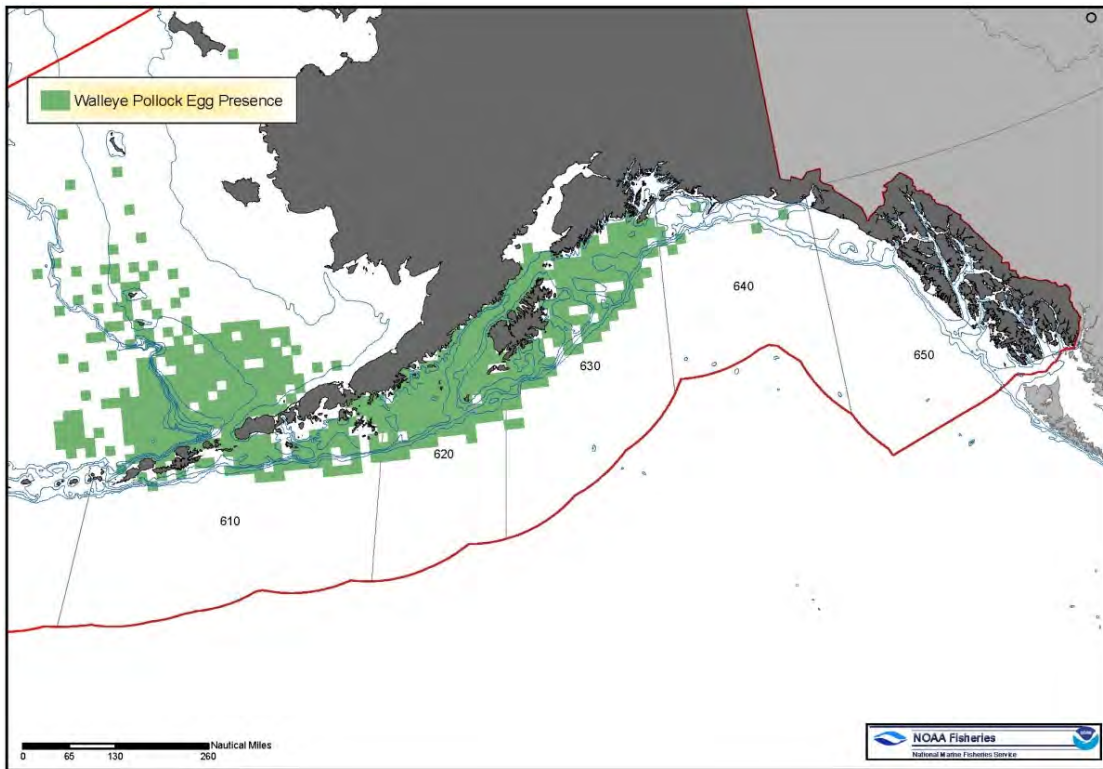 Walleye Pollock Egg Presence
640
650
630
620
610
Nautical Miles
0 65 130 260
NOAA Fisheries
National Marine Fisheries Service